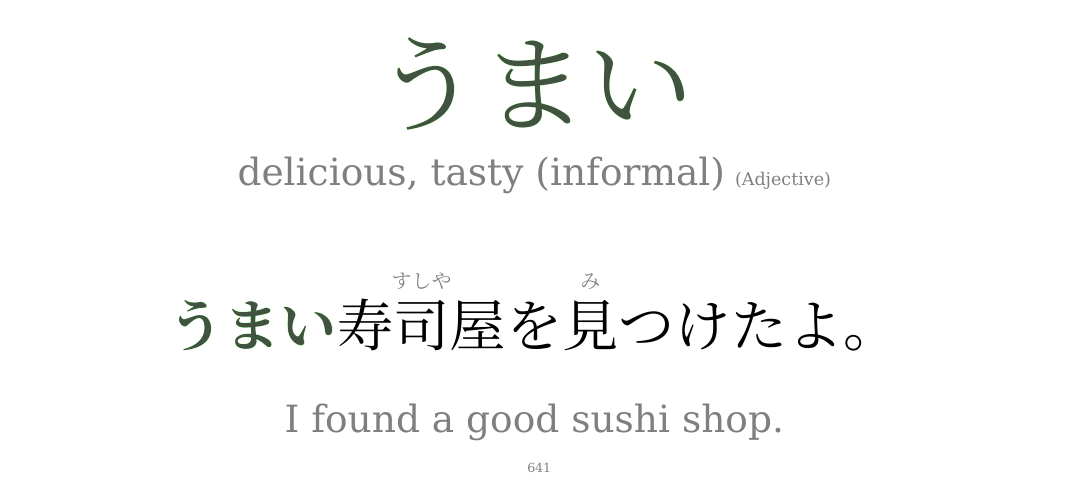 うまい
delicious, tasty (informal) (Adjective)
すしや み
うまい寿司屋を見つけたよ。
I found a good sushi shop.
641